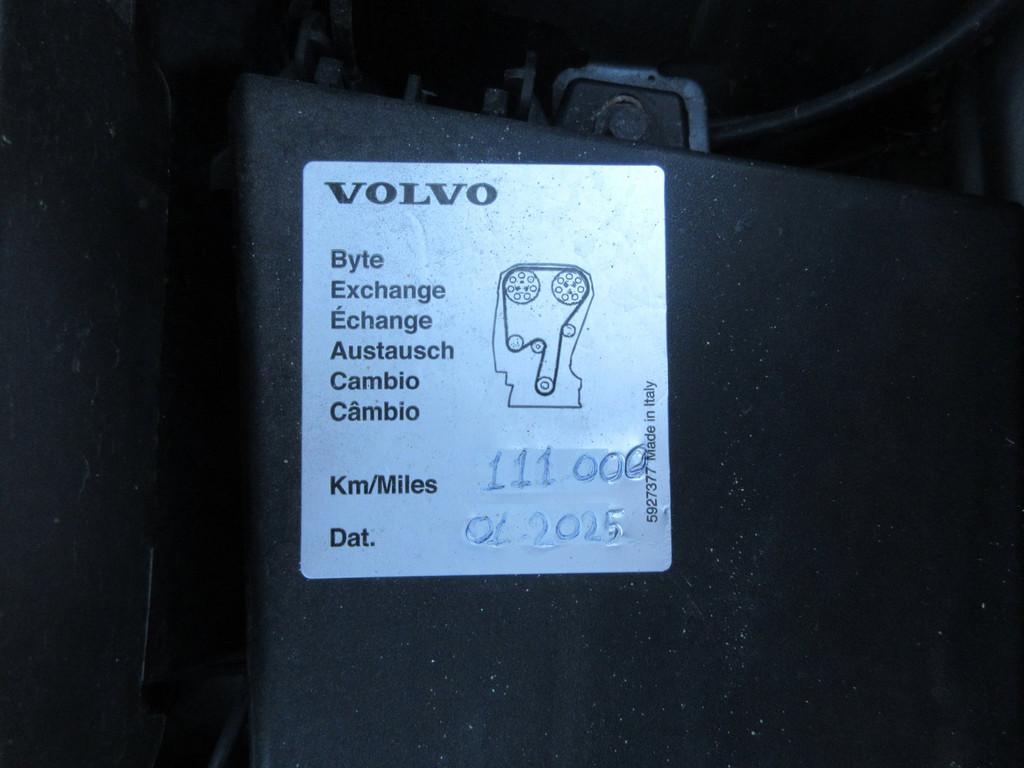 VOLVO
Byte
Exchange
Échange
Austausch
Cambio
Câmbio
Km/Miles 111 000
Dat. 01.2025
5927377 Made in Italy